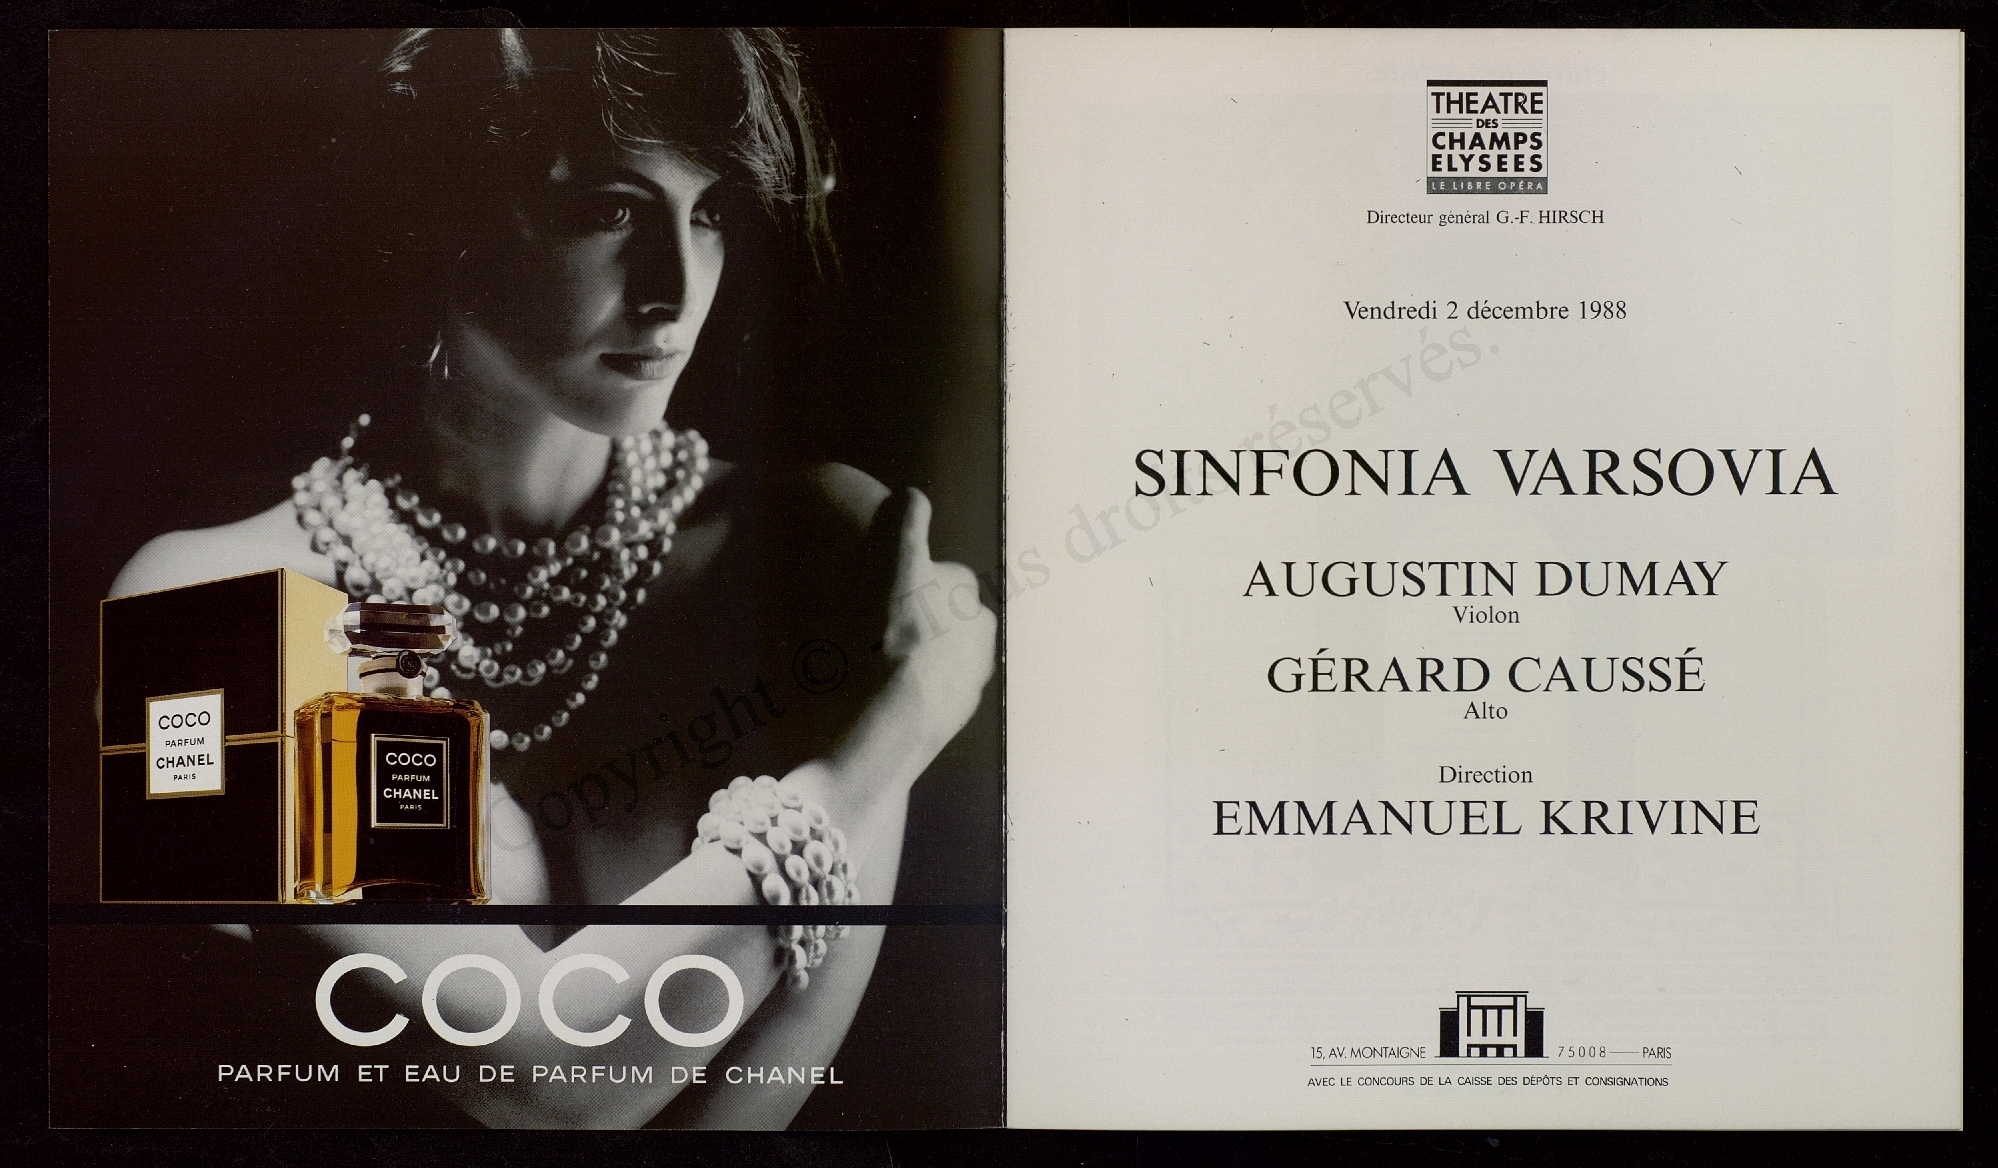 COCO
PARFUM
CHANEL
PARIS
COCO
PARFUM
CHANEL
PARIS
COCO
PARFUM ET EAU DE PARFUM DE CHANEL
THEATRE
DES
CHAMPS
ELYSEES
LE LIBRE OPÉRA
Directeur général G.-F. HIRSCH
Vendredi 2 décembre 1988
SINFONIA VARSOVIA
AUGUSTIN DUMAY
Violon
GÉRARD CAUSSÉ
Alto
Direction
EMMANUEL KRIVINE
15, AV. MONTAIGNE 75008 — PARIS
AVEC LE CONCOURS DE LA CAISSE DES DÉPÔTS ET CONSIGNATIONS
Copyright © - Tous droits réservés.